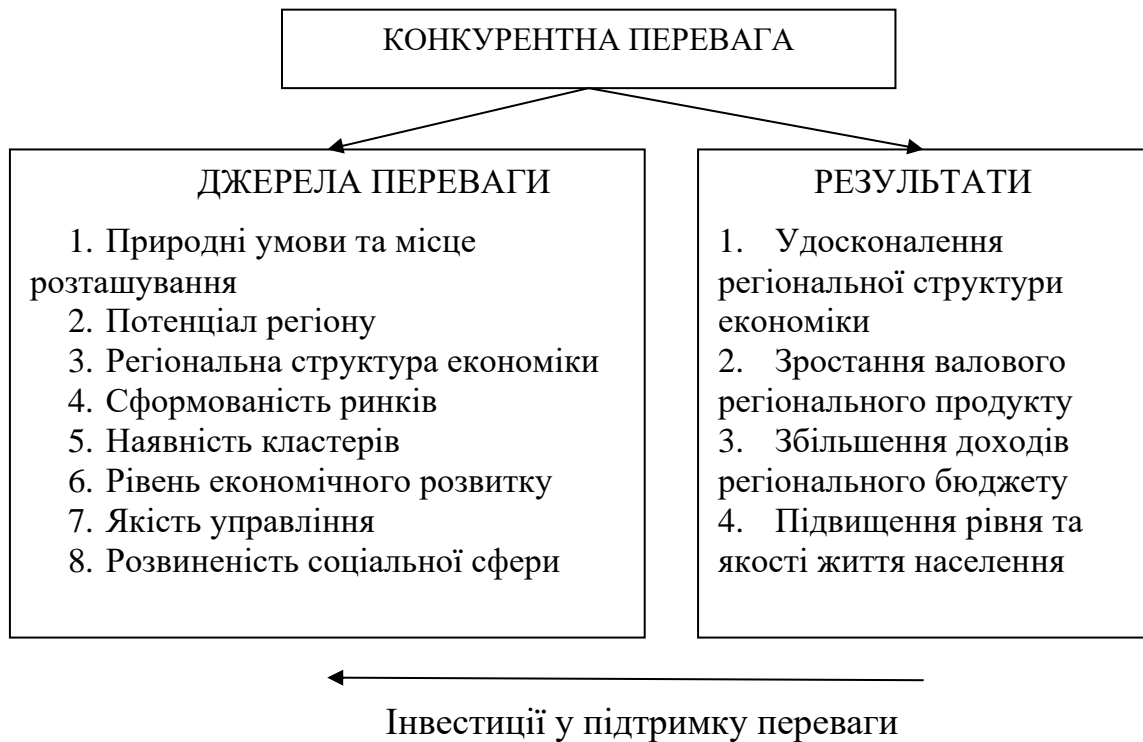 КОНКУРЕНТНА ПЕРЕВАГА
ДЖЕРЕЛА ПЕРЕВАГИ
1. Природні умови та місце
розташування
2. Потенціал регіону
3. Регіональна структура економіки
4. Сформованість ринків
5. Наявність кластерів
6. Рівень економічного розвитку
7. Якість управління
8. Розвиненість соціальної сфери
РЕЗУЛЬТАТИ
1. Удосконалення
регіональної структури
економіки
2. Зростання валового
регіонального продукту
3. Збільшення доходів
регіонального бюджету
4. Підвищення рівня та
якості життя населення
Інвестиції у підтримку переваги